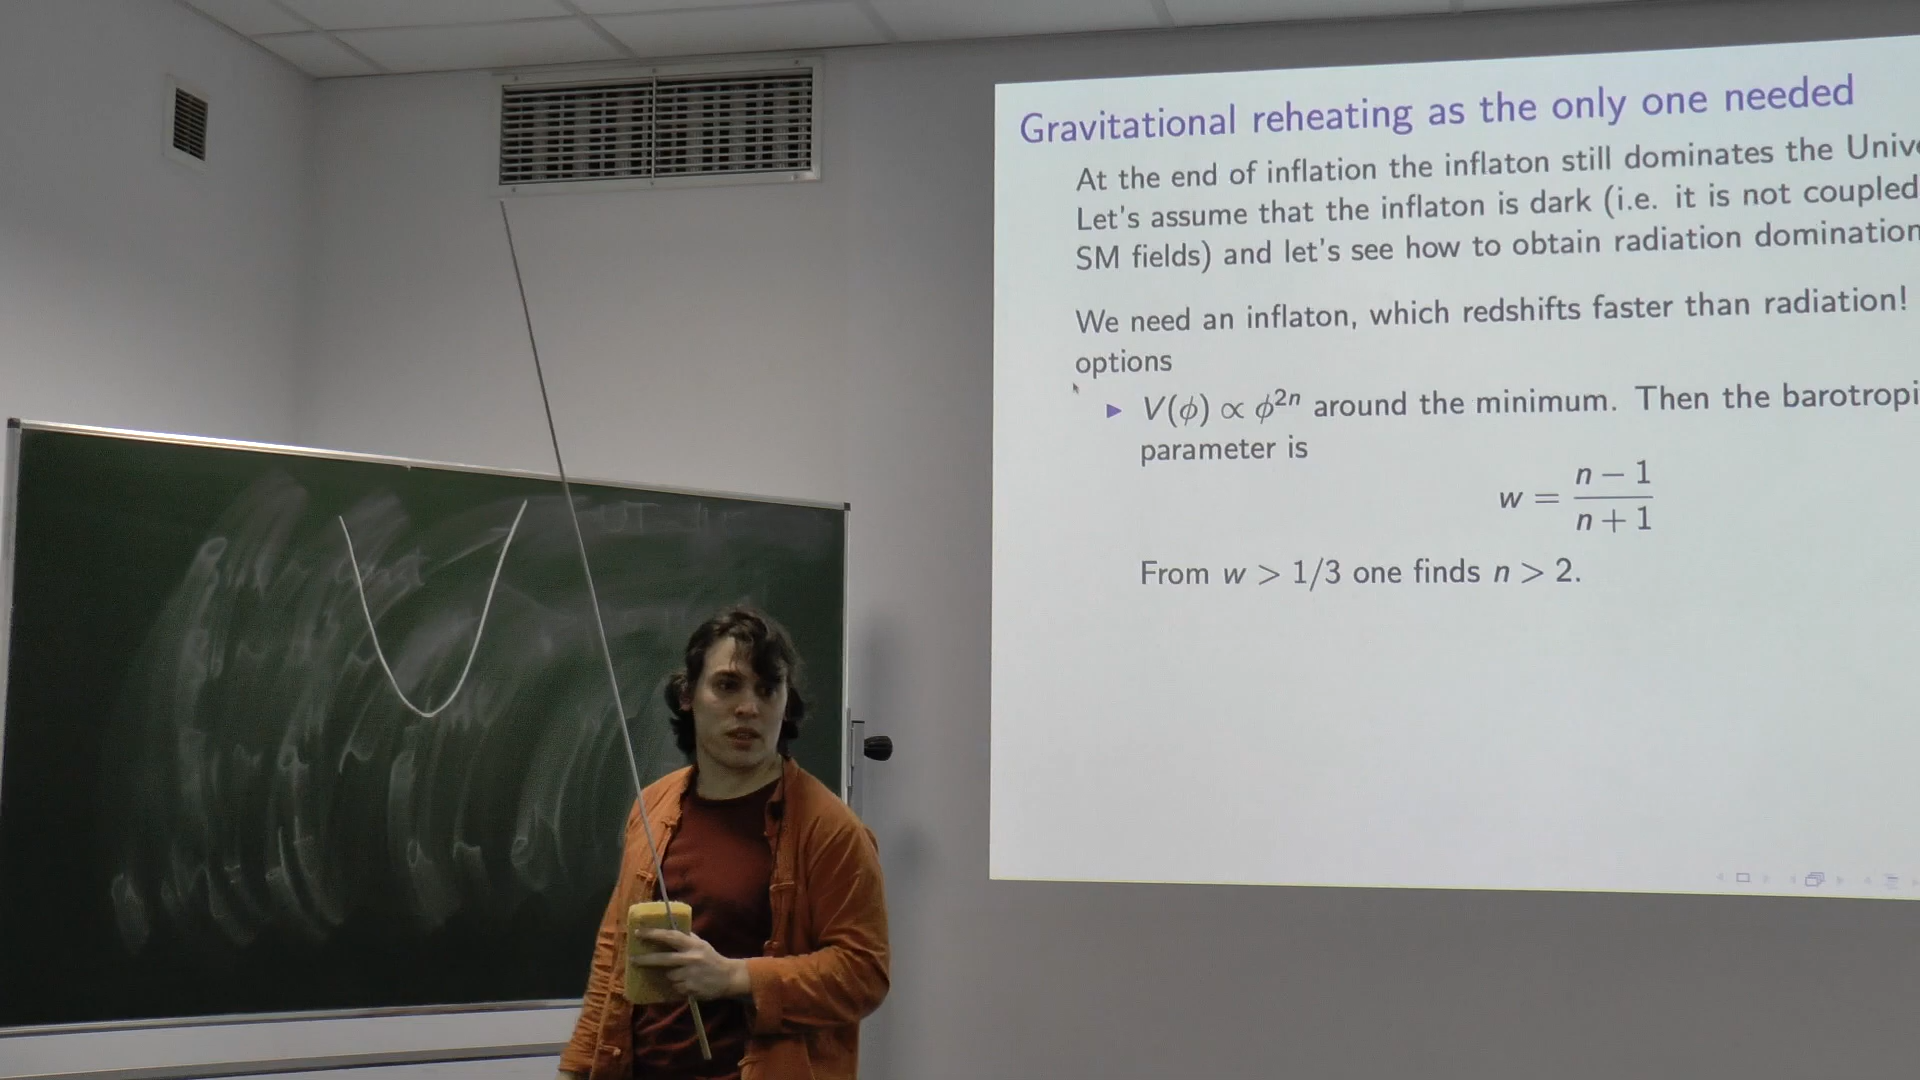 Gravitational reheating as the only one needed
At the end of inflation the inflaton still dominates the Unive
Let's assume that the inflaton is dark (i.e. it is not coupled
SM fields) and let's see how to obtain radiation domination
We need an inflaton, which redshifts faster than radiation!
options
▶ V(ϕ) ∝ ϕ²ⁿ around the minimum. Then the barotropi
parameter is
w = (n − 1)/(n + 1)
From w > 1/3 one finds n > 2.